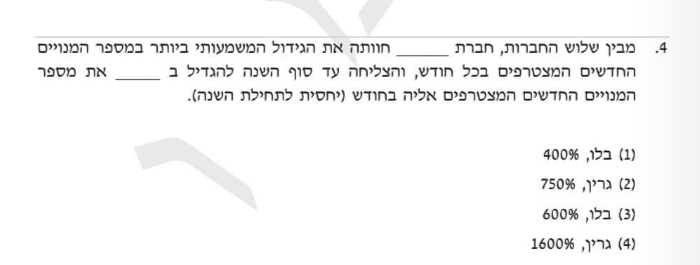 4. מבין שלוש החברות, חברת ______ חוותה את הגידול המשמעותי ביותר במספר המנויים
החדשים המצטרפים בכל חודש, והצליחה עד סוף השנה להגדיל ב _____ את מספר
המנויים החדשים המצטרפים אליה בחודש (יחסית לתחילת השנה).
(1) בלו, 400%
(2) גרין, 750%
(3) בלו, 600%
(4) גרין, 1600%